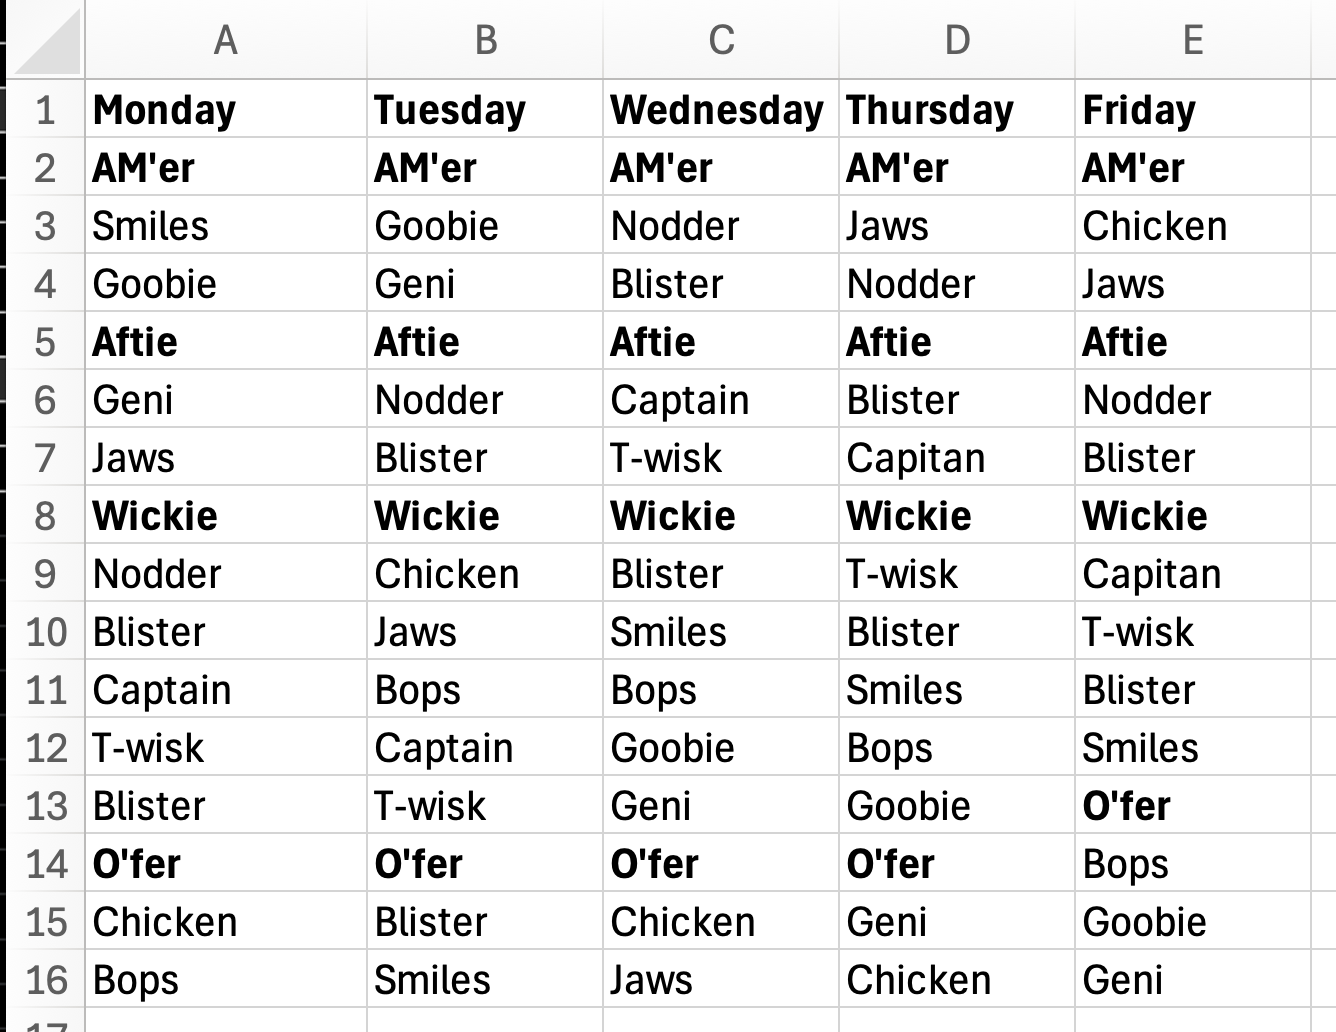 A B C D E
1 Monday Tuesday Wednesday Thursday Friday
2 AM'er AM'er AM'er AM'er AM'er
3 Smiles Goobie Nodder Jaws Chicken
4 Goobie Geni Blister Nodder Jaws
5 Aftie Aftie Aftie Aftie Aftie
6 Geni Nodder Captain Blister Nodder
7 Jaws Blister T-wisk Capitan Blister
8 Wickie Wickie Wickie Wickie Wickie
9 Nodder Chicken Blister T-wisk Capitan
10 Blister Jaws Smiles Blister T-wisk
11 Captain Bops Bops Smiles Blister
12 T-wisk Captain Goobie Bops Smiles
13 Blister T-wisk Geni Goobie O'fer
14 O'fer O'fer O'fer O'fer Bops
15 Chicken Blister Chicken Geni Goobie
16 Bops Smiles Jaws Chicken Geni
17